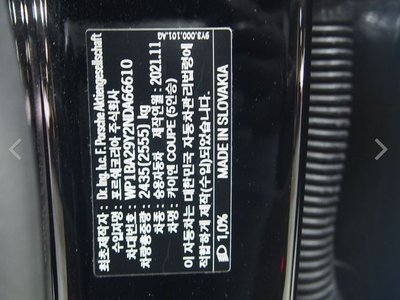 9Y3.000.101.AQ
최초제작자 : Dr. Ing. h.c. F. Porsche Aktiengesellschaft
수입자명 : 포르쉐코리아 주식회사
차대번호 : WP1BA29Y2NDA66610
차량총중량 : 2435(2555) kg
차종 : 승용자동차 제작연월 : 2021.11
차명 : 카이엔 COUPE (5인승)
이 자동차는 대한민국 자동차관리법령에
적합하게 제작(수입)되었습니다.
MADE IN SLOVAKIA
1,0%